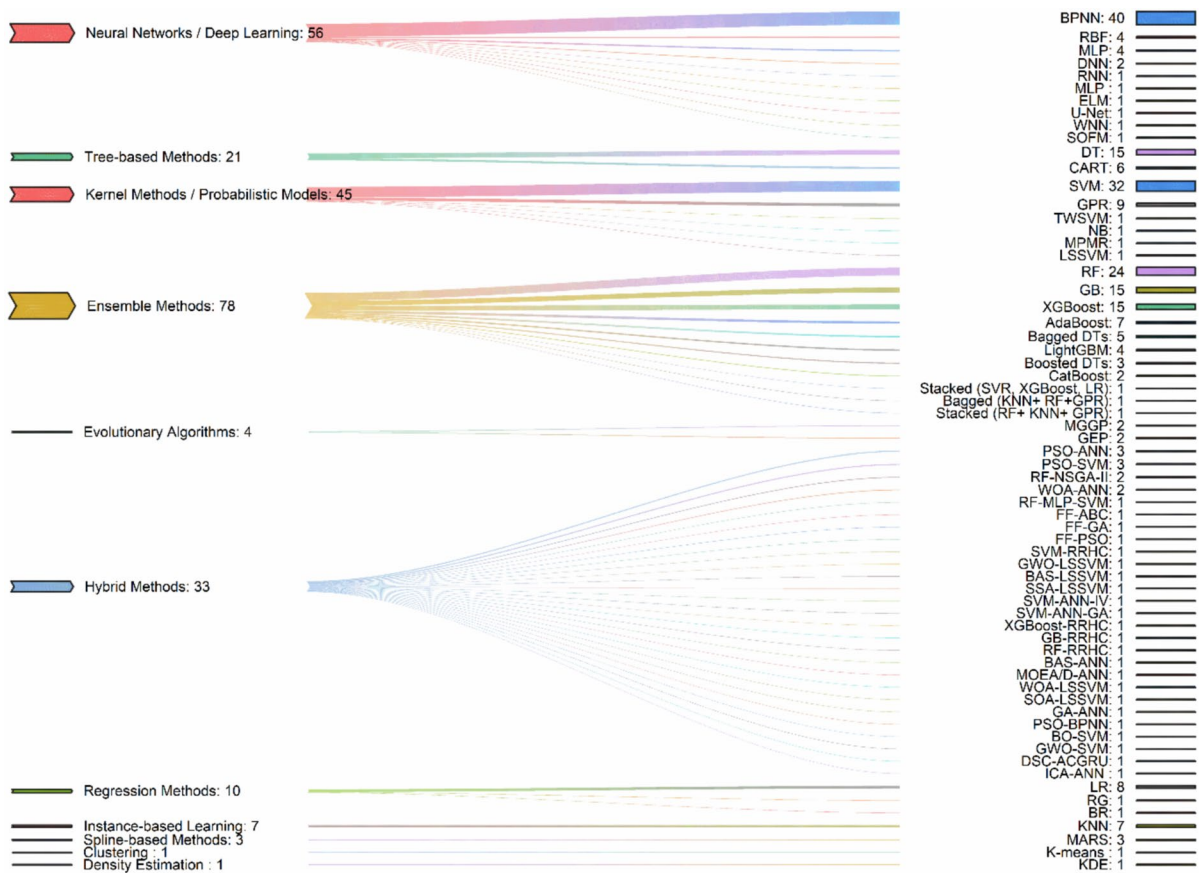 Neural Networks / Deep Learning: 56
Tree-based Methods: 21
Kernel Methods / Probabilistic Models: 45
Ensemble Methods: 78
Evolutionary Algorithms: 4
Hybrid Methods: 33
Regression Methods: 10
Instance-based Learning: 7
Spline-based Methods: 3
Clustering : 1
Density Estimation : 1
BPNN: 40
RBF: 4
MLP: 4
DNN: 2
RNN: 1
MLP : 1
ELM: 1
U-Net: 1
WNN: 1
SOFM: 1
DT: 15
CART: 6
SVM: 32
GPR: 9
TWSVM: 1
NB: 1
MPMR: 1
LSSVM: 1
RF: 24
GB: 15
XGBoost: 15
AdaBoost: 7
Bagged DTs: 5
LightGBM: 4
Boosted DTs: 3
CatBoost: 2
Stacked (SVR, XGBoost, LR): 1
Bagged (KNN+ RF+GPR): 1
Stacked (RF+ KNN+ GPR): 1
MGGP: 2
GEP: 2
PSO-ANN: 3
PSO-SVM: 3
RF-NSGA-II: 2
WOA-ANN: 2
RF-MLP-SVM: 1
FF-ABC: 1
FF-GA: 1
FF-PSO: 1
SVM-RRHC: 1
GWO-LSSVM: 1
BAS-LSSVM: 1
SSA-LSSVM: 1
SVM-ANN-IV: 1
SVM-ANN-GA: 1
XGBoost-RRHC: 1
GB-RRHC: 1
RF-RRHC: 1
BAS-ANN: 1
MOEA/D-ANN: 1
WOA-LSSVM: 1
SOA-LSSVM: 1
GA-ANN: 1
PSO-BPNN: 1
BO-SVM: 1
GWO-SVM: 1
DSC-ACGRU: 1
ICA-ANN : 1
LR: 8
RG: 1
BR: 1
KNN: 7
MARS: 3
K-means : 1
KDE: 1